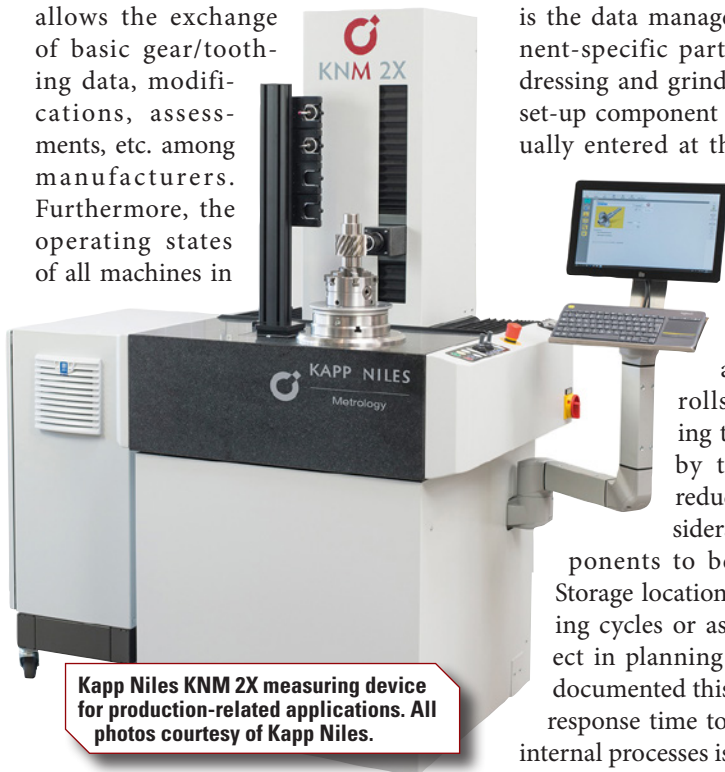 allows the exchange
of basic gear/tooth-
ing data, modifi-
cations, assess-
ments, etc. among
manufacturers.
Furthermore, the
operating states
of all machines in
KNM 2X
KAPP NILES
Metrology
Kapp Niles KNM 2X measuring device
for production-related applications. All
photos courtesy of Kapp Niles.
is the data manage
nent-specific part
dressing and grind
set-up component
ually entered at th
a
rolls
ing t
by t
redu
sider
ponents to be
Storage location
ing cycles or as
ect in planning
documented this
response time to
internal processes is